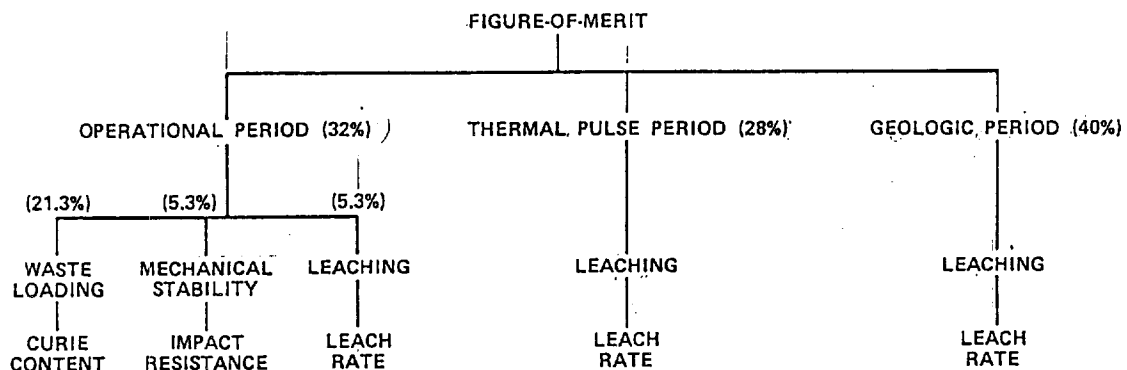 FIGURE-OF-MERIT
OPERATIONAL PERIOD (32%)
THERMAL PULSE PERIOD (28%)
GEOLOGIC PERIOD (40%)
(21.3%)
(5.3%)
(5.3%)
WASTE
LOADING
MECHANICAL
STABILITY
LEACHING
LEACHING
LEACHING
CURIE
CONTENT
IMPACT
RESISTANCE
LEACH
RATE
LEACH
RATE
LEACH
RATE